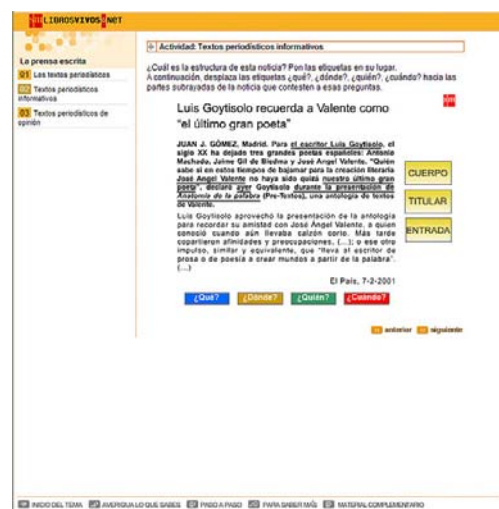 LIBROSVIVOS.NET
La prensa escrita
01 Los textos periodísticos
02 Textos periodísticos
informativos
03 Textos periodísticos de
opinión
Actividad: Textos periodísticos informativos
¿Cuál es la estructura de esta noticia? Pon las etiquetas en su lugar.
A continuación, desplaza las etiquetas ¿qué?, ¿dónde?, ¿quién?, ¿cuándo? hacia las
partes subrayadas de la noticia que contesten a esas preguntas.
sm
Luis Goytisolo recuerda a Valente como
"el último gran poeta"
JUAN J. GÓMEZ, Madrid. Para el escritor Luis Goytisolo, el
siglo XX ha dejado tres grandes poetas españoles: Antonio
Machado, Jaime Gil de Biedma y José Ángel Valente. "Quién
sabe si en estos tiempos de bajamar para la creación literaria
José Ángel Valente no haya sido quizá nuestro último gran
poeta", declaró ayer Goytisolo durante la presentación de
Anatomía de la palabra (Pre-Textos), una antología de textos
de Valente.
Luis Goytisolo aprovechó la presentación de la antología
para recordar su amistad con José Ángel Valente, a quien
conoció cuando aún llevaba calzón corto. Más tarde
compartieron afinidades y preocupaciones, (...); o ese otro
impulso, similar y equivalente, que "lleva al escritor de
prosa o de poesía a crear mundos a partir de la palabra".
(...)
El País, 7-2-2001
CUERPO
TITULAR
ENTRADA
¿Qué? ¿Dónde? ¿Quién? ¿Cuándo?
anterior siguiente
INICIO DEL TEMA AVERIGUA LO QUE SABES PASO A PASO PARA SABER MÁS MATERIAL COMPLEMENTARIO